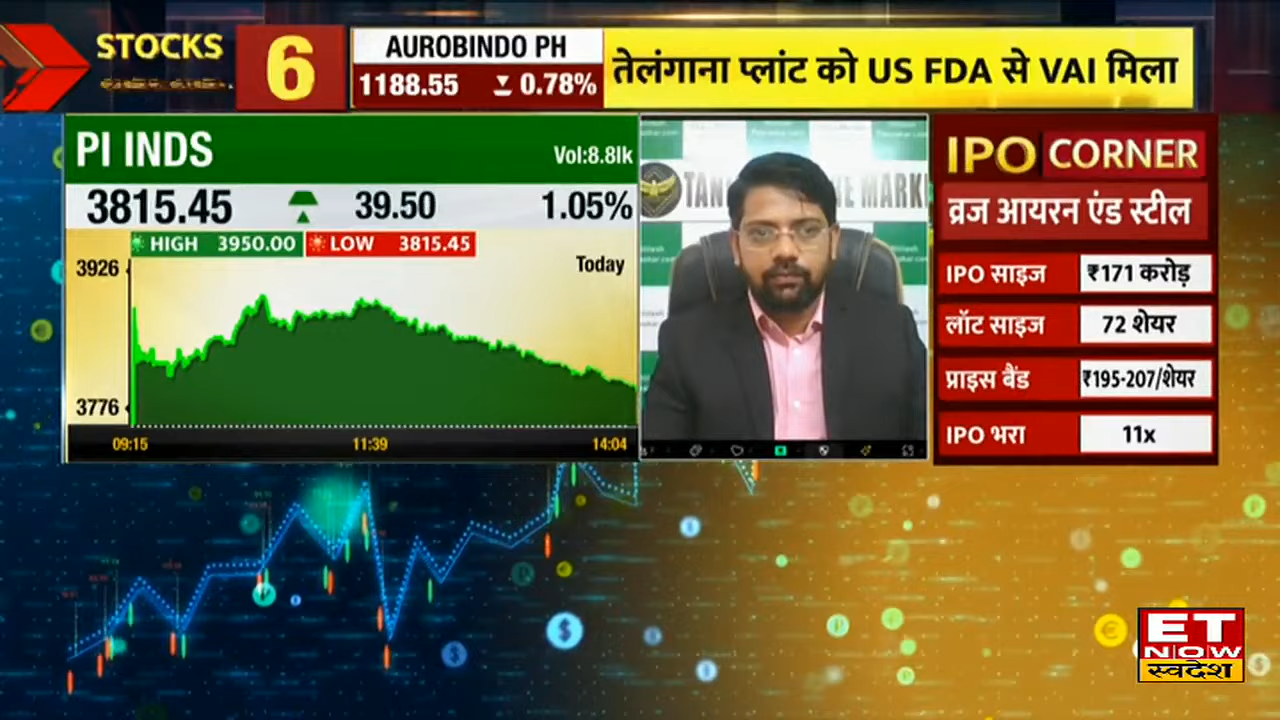 STOCKS
6
AUROBINDO PH
1188.55 0.78%
तेलंगाना प्लांट को US FDA से VAI मिला
PI INDS
Vol:8.8lk
3815.45 39.50 1.05%
HIGH 3950.00 LOW 3815.45
Today
3926
3776
09:15 11:39 14:04
IPO CORNER
व्रज आयरन एंड स्टील
IPO साइज ₹171 करोड़
लॉट साइज 72 शेयर
प्राइस बैंड ₹195-207/शेयर
IPO भरा 11x
ET
NOW
स्वदेश